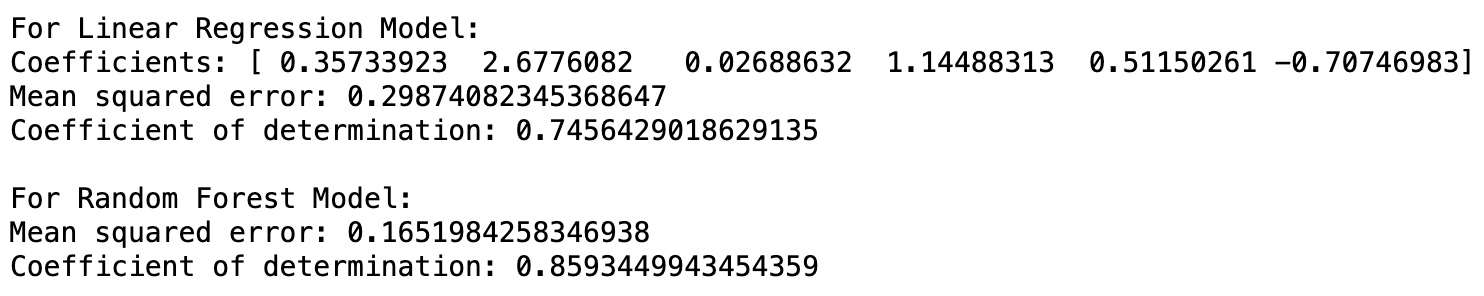 For Linear Regression Model:
Coefficients: [ 0.35733923  2.6776082   0.02688632  1.14488313  0.51150261 -0.70746983]
Mean squared error: 0.29874082345368647
Coefficient of determination: 0.7456429018629135

For Random Forest Model:
Mean squared error: 0.1651984258346938
Coefficient of determination: 0.8593449943454359